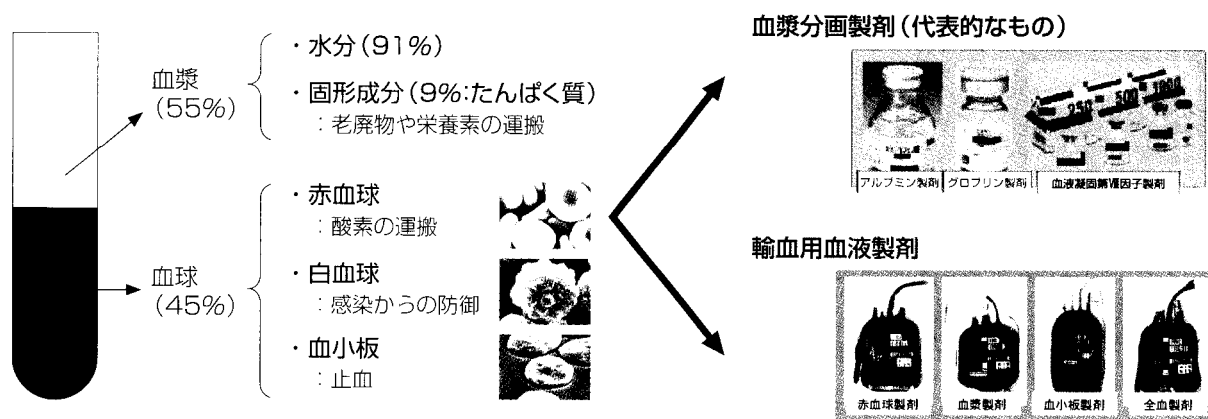 血漿
(55%)
・水分(91%)
・固形成分(9%:たんぱく質)
:老廃物や栄養素の運搬
血球
(45%)
・赤血球
:酸素の運搬
・白血球
:感染からの防御
・血小板
:止血
血漿分画製剤(代表的なもの)
250 500 1000
アルブミン製剤 グロブリン製剤 血液凝固第Ⅷ因子製剤
輸血用血液製剤
赤血球製剤 血漿製剤 血小板製剤 全血製剤